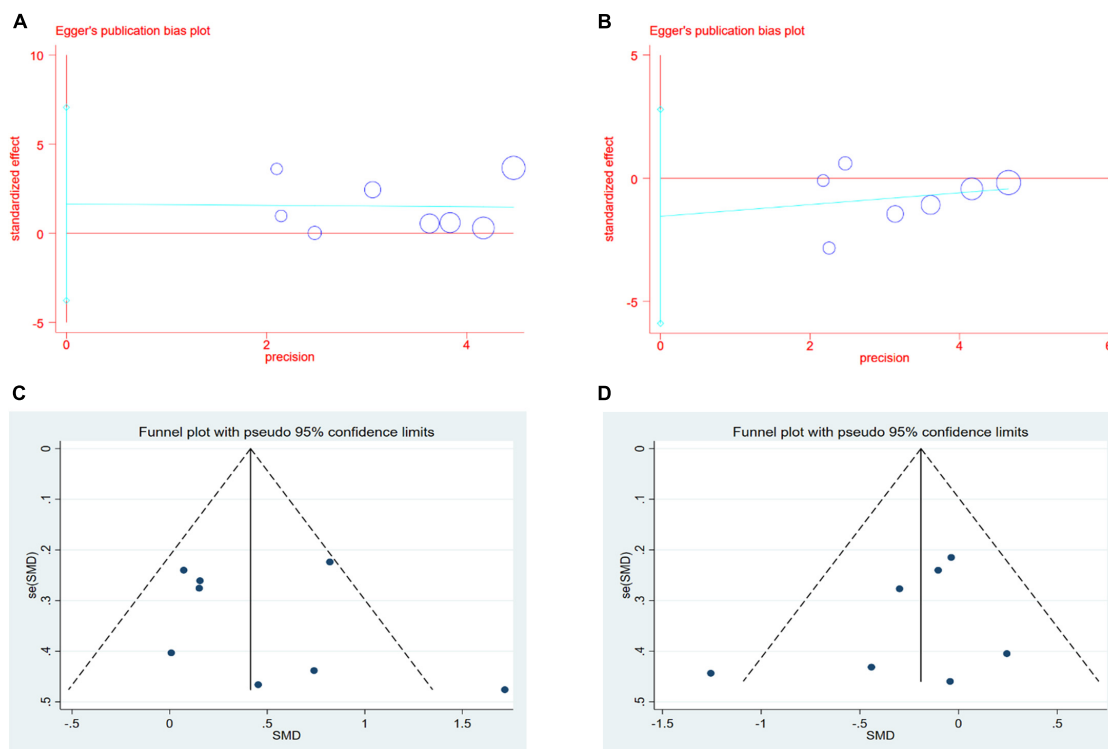 A
Egger's publication bias plot
10
5
0
-5
standardized effect
0
2
4
precision
B
Egger's publication bias plot
5
0
-5
standardized effect
0
2
4
6
precision
C
Funnel plot with pseudo 95% confidence limits
0
.1
.2
.3
.4
.5
se(SMD)
-.5
0
.5
1
1.5
SMD
D
Funnel plot with pseudo 95% confidence limits
0
.1
.2
.3
.4
.5
se(SMD)
-1.5
-1
-.5
0
.5
SMD